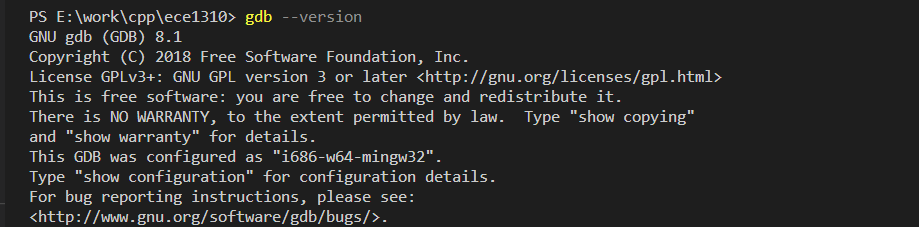 PS E:\work\cpp\ece1310> gdb --version
GNU gdb (GDB) 8.1
Copyright (C) 2018 Free Software Foundation, Inc.
License GPLv3+: GNU GPL version 3 or later <http://gnu.org/licenses/gpl.html>
This is free software: you are free to change and redistribute it.
There is NO WARRANTY, to the extent permitted by law.  Type "show copying"
and "show warranty" for details.
This GDB was configured as "i686-w64-mingw32".
Type "show configuration" for configuration details.
For bug reporting instructions, please see:
<http://www.gnu.org/software/gdb/bugs/>.